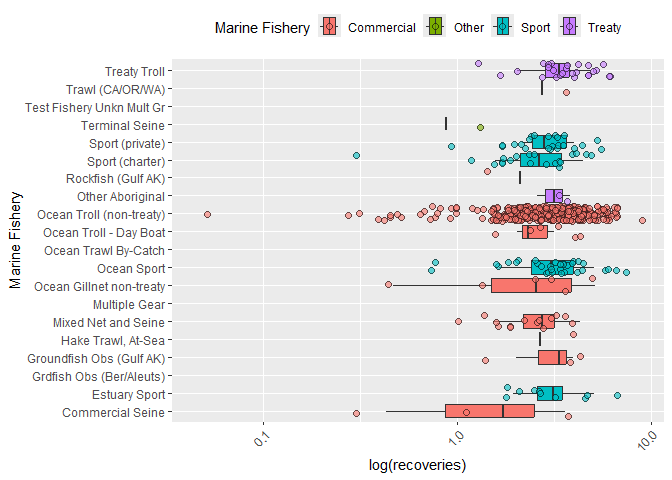 Marine Fishery Commercial Other Sport Treaty
Treaty Troll
Trawl (CA/OR/WA)
Test Fishery Unkn Mult Gr
Terminal Seine
Sport (private)
Sport (charter)
Rockfish (Gulf AK)
Other Aboriginal
Ocean Troll (non-treaty)
Ocean Troll - Day Boat
Ocean Trawl By-Catch
Ocean Sport
Ocean Gillnet non-treaty
Multiple Gear
Mixed Net and Seine
Hake Trawl, At-Sea
Groundfish Obs (Gulf AK)
Grdfish Obs (Ber/Aleuts)
Estuary Sport
Commercial Seine
Marine Fishery
0.1 1.0 10.0
log(recoveries)